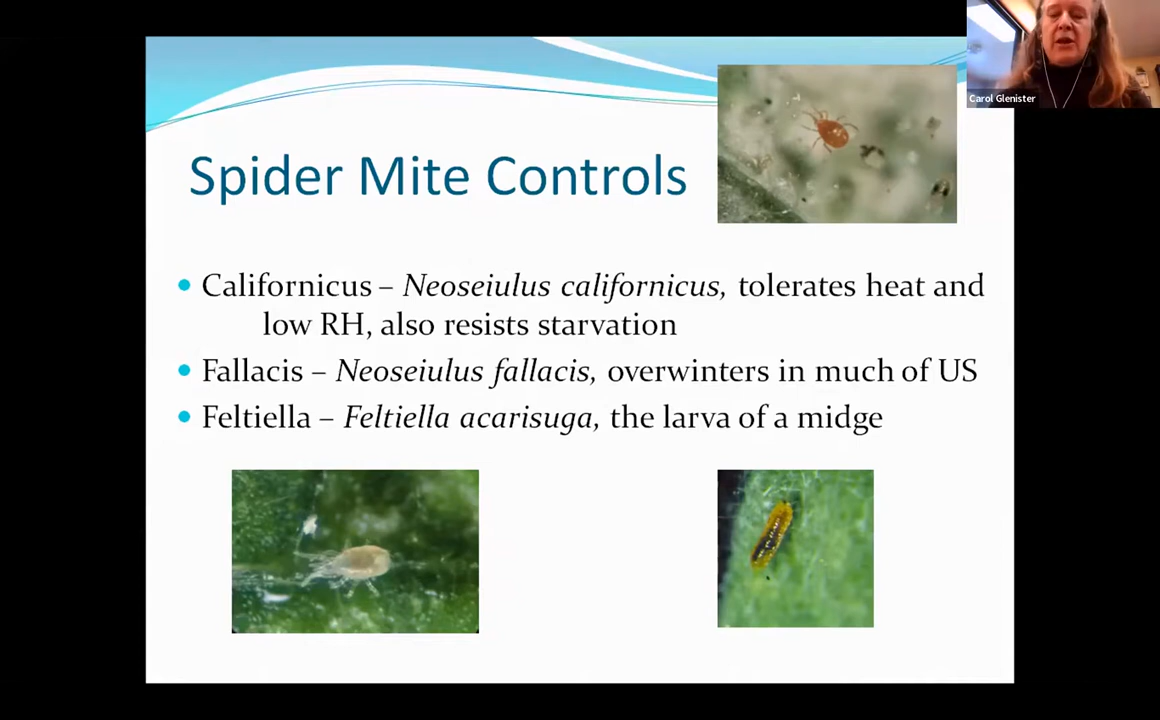 Carol Glenister
Spider Mite Controls
• Californicus – Neoseiulus californicus, tolerates heat and
low RH, also resists starvation
• Fallacis – Neoseiulus fallacis, overwinters in much of US
• Feltiella – Feltiella acarisuga, the larva of a midge